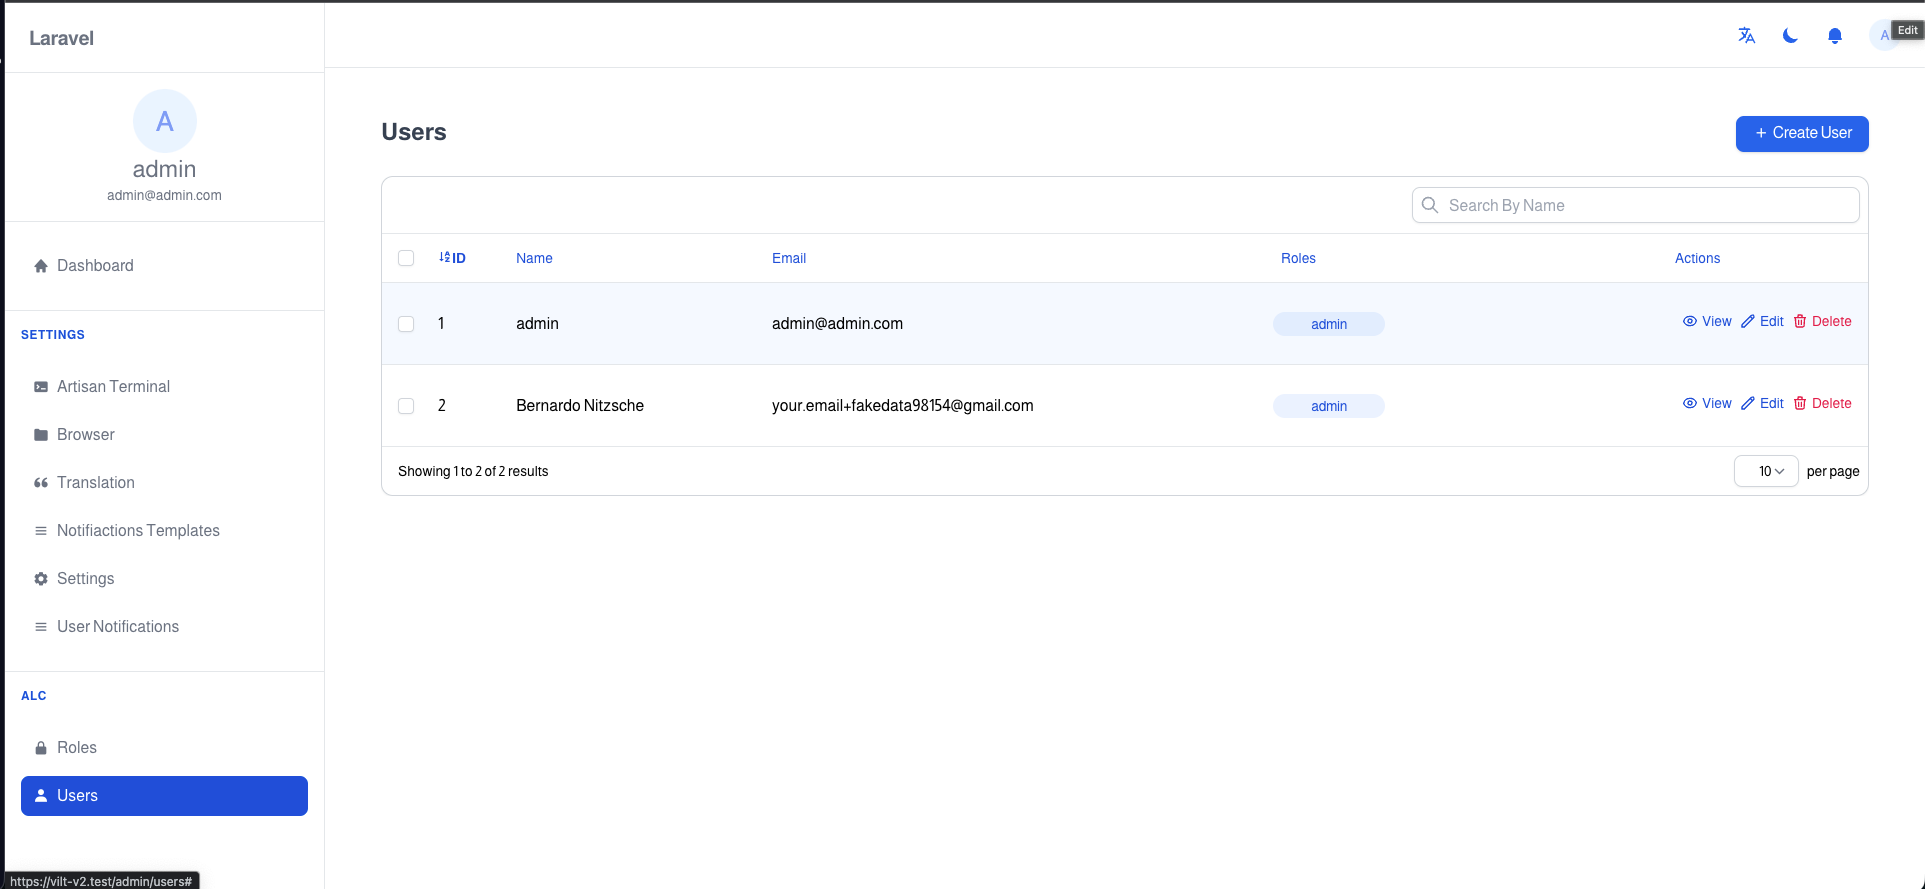 Laravel
A
Edit
A
admin
admin@admin.com
Dashboard
SETTINGS
Artisan Terminal
Browser
Translation
Notifiactions Templates
Settings
User Notifications
ALC
Roles
Users
Users
+ Create User
Search By Name
ID Name Email Roles Actions
1 admin admin@admin.com admin View Edit Delete
2 Bernardo Nitzsche your.email+fakedata98154@gmail.com admin View Edit Delete
Showing 1 to 2 of 2 results 10 per page
https://vilt-v2.test/admin/users#